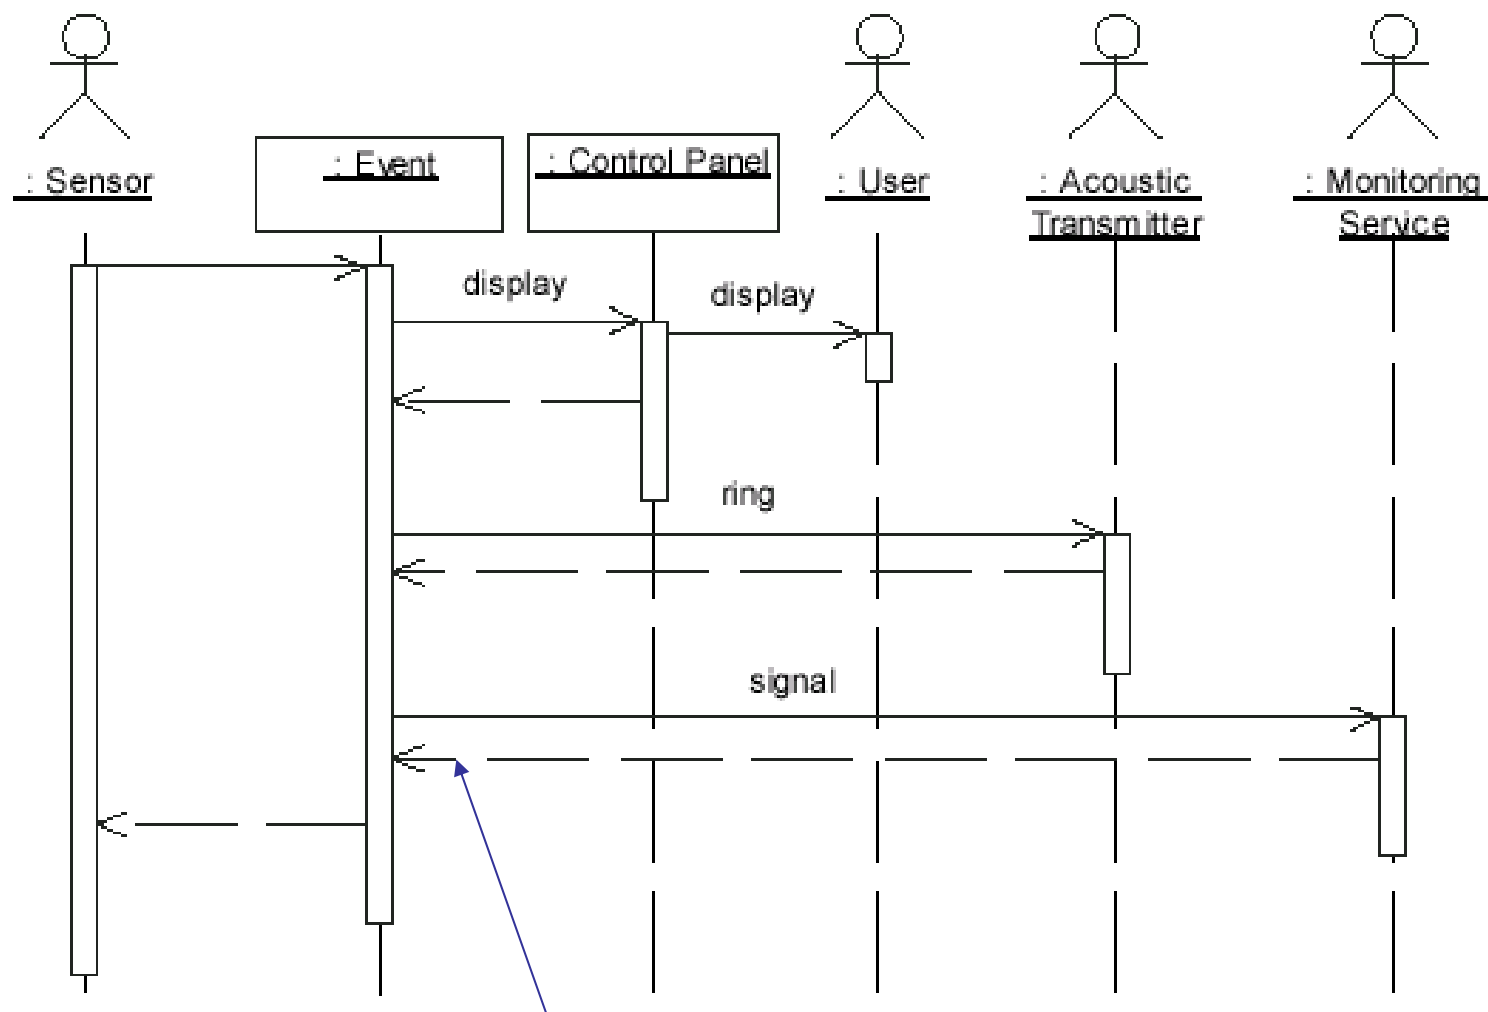 : Sensor
: Event
: Control Panel
: User
: Acoustic
Transmitter
: Monitoring
Service
display
display
ring
signal